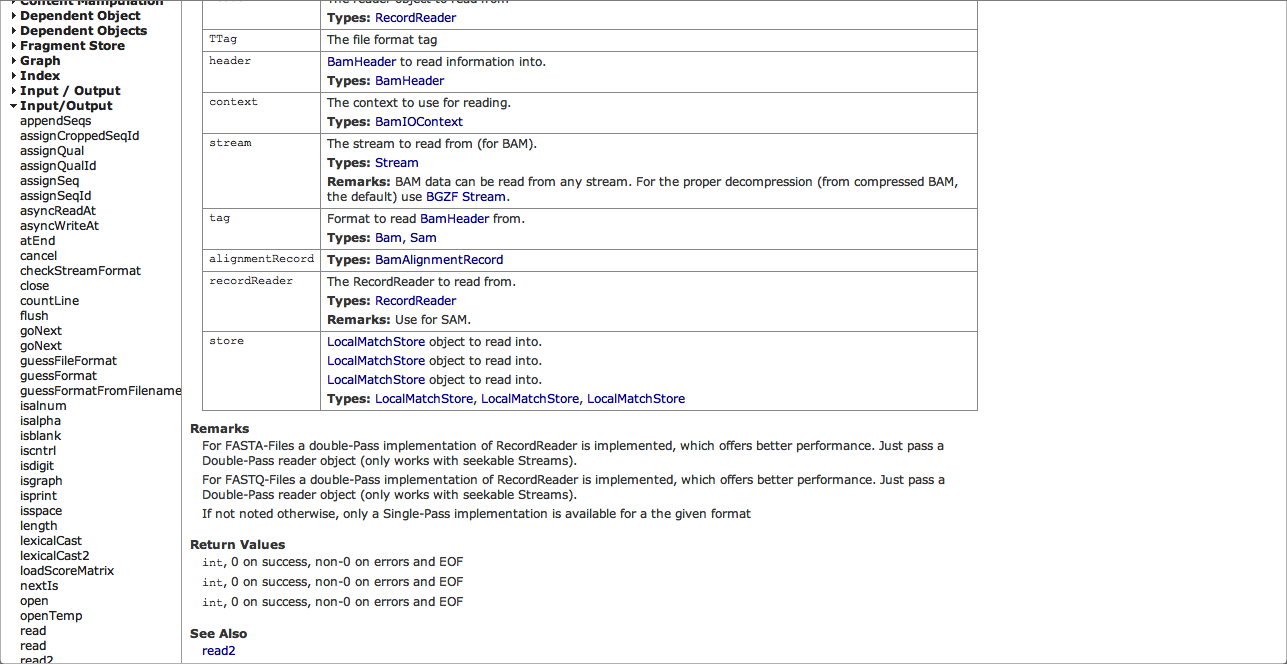 Content Manipulation
Dependent Object
Dependent Objects
Fragment Store
Graph
Index
Input / Output
Input/Output
appendSeqs
assignCroppedSeqId
assignQual
assignQualId
assignSeq
assignSeqId
asyncReadAt
asyncWriteAt
atEnd
cancel
checkStreamFormat
close
countLine
flush
goNext
goNext
guessFileFormat
guessFormat
guessFormatFromFilename
isalnum
isalpha
isblank
iscntrl
isdigit
isgraph
isprint
isspace
length
lexicalCast
lexicalCast2
loadScoreMatrix
nextIs
open
openTemp
read
read
read2
The reader object to read from
Types: RecordReader
TTag
The file format tag
header
BamHeader to read information into.
Types: BamHeader
context
The context to use for reading.
Types: BamIOContext
stream
The stream to read from (for BAM).
Types: Stream
Remarks: BAM data can be read from any stream. For the proper decompression (from compressed BAM,
the default) use BGZF Stream.
tag
Format to read BamHeader from.
Types: Bam, Sam
alignmentRecord
Types: BamAlignmentRecord
recordReader
The RecordReader to read from.
Types: RecordReader
Remarks: Use for SAM.
store
LocalMatchStore object to read into.
LocalMatchStore object to read into.
LocalMatchStore object to read into.
Types: LocalMatchStore, LocalMatchStore, LocalMatchStore
Remarks
For FASTA-Files a double-Pass implementation of RecordReader is implemented, which offers better performance. Just pass a
Double-Pass reader object (only works with seekable Streams).
For FASTQ-Files a double-Pass implementation of RecordReader is implemented, which offers better performance. Just pass a
Double-Pass reader object (only works with seekable Streams).
If not noted otherwise, only a Single-Pass implementation is available for a the given format
Return Values
int, 0 on success, non-0 on errors and EOF
int, 0 on success, non-0 on errors and EOF
int, 0 on success, non-0 on errors and EOF
See Also
read2